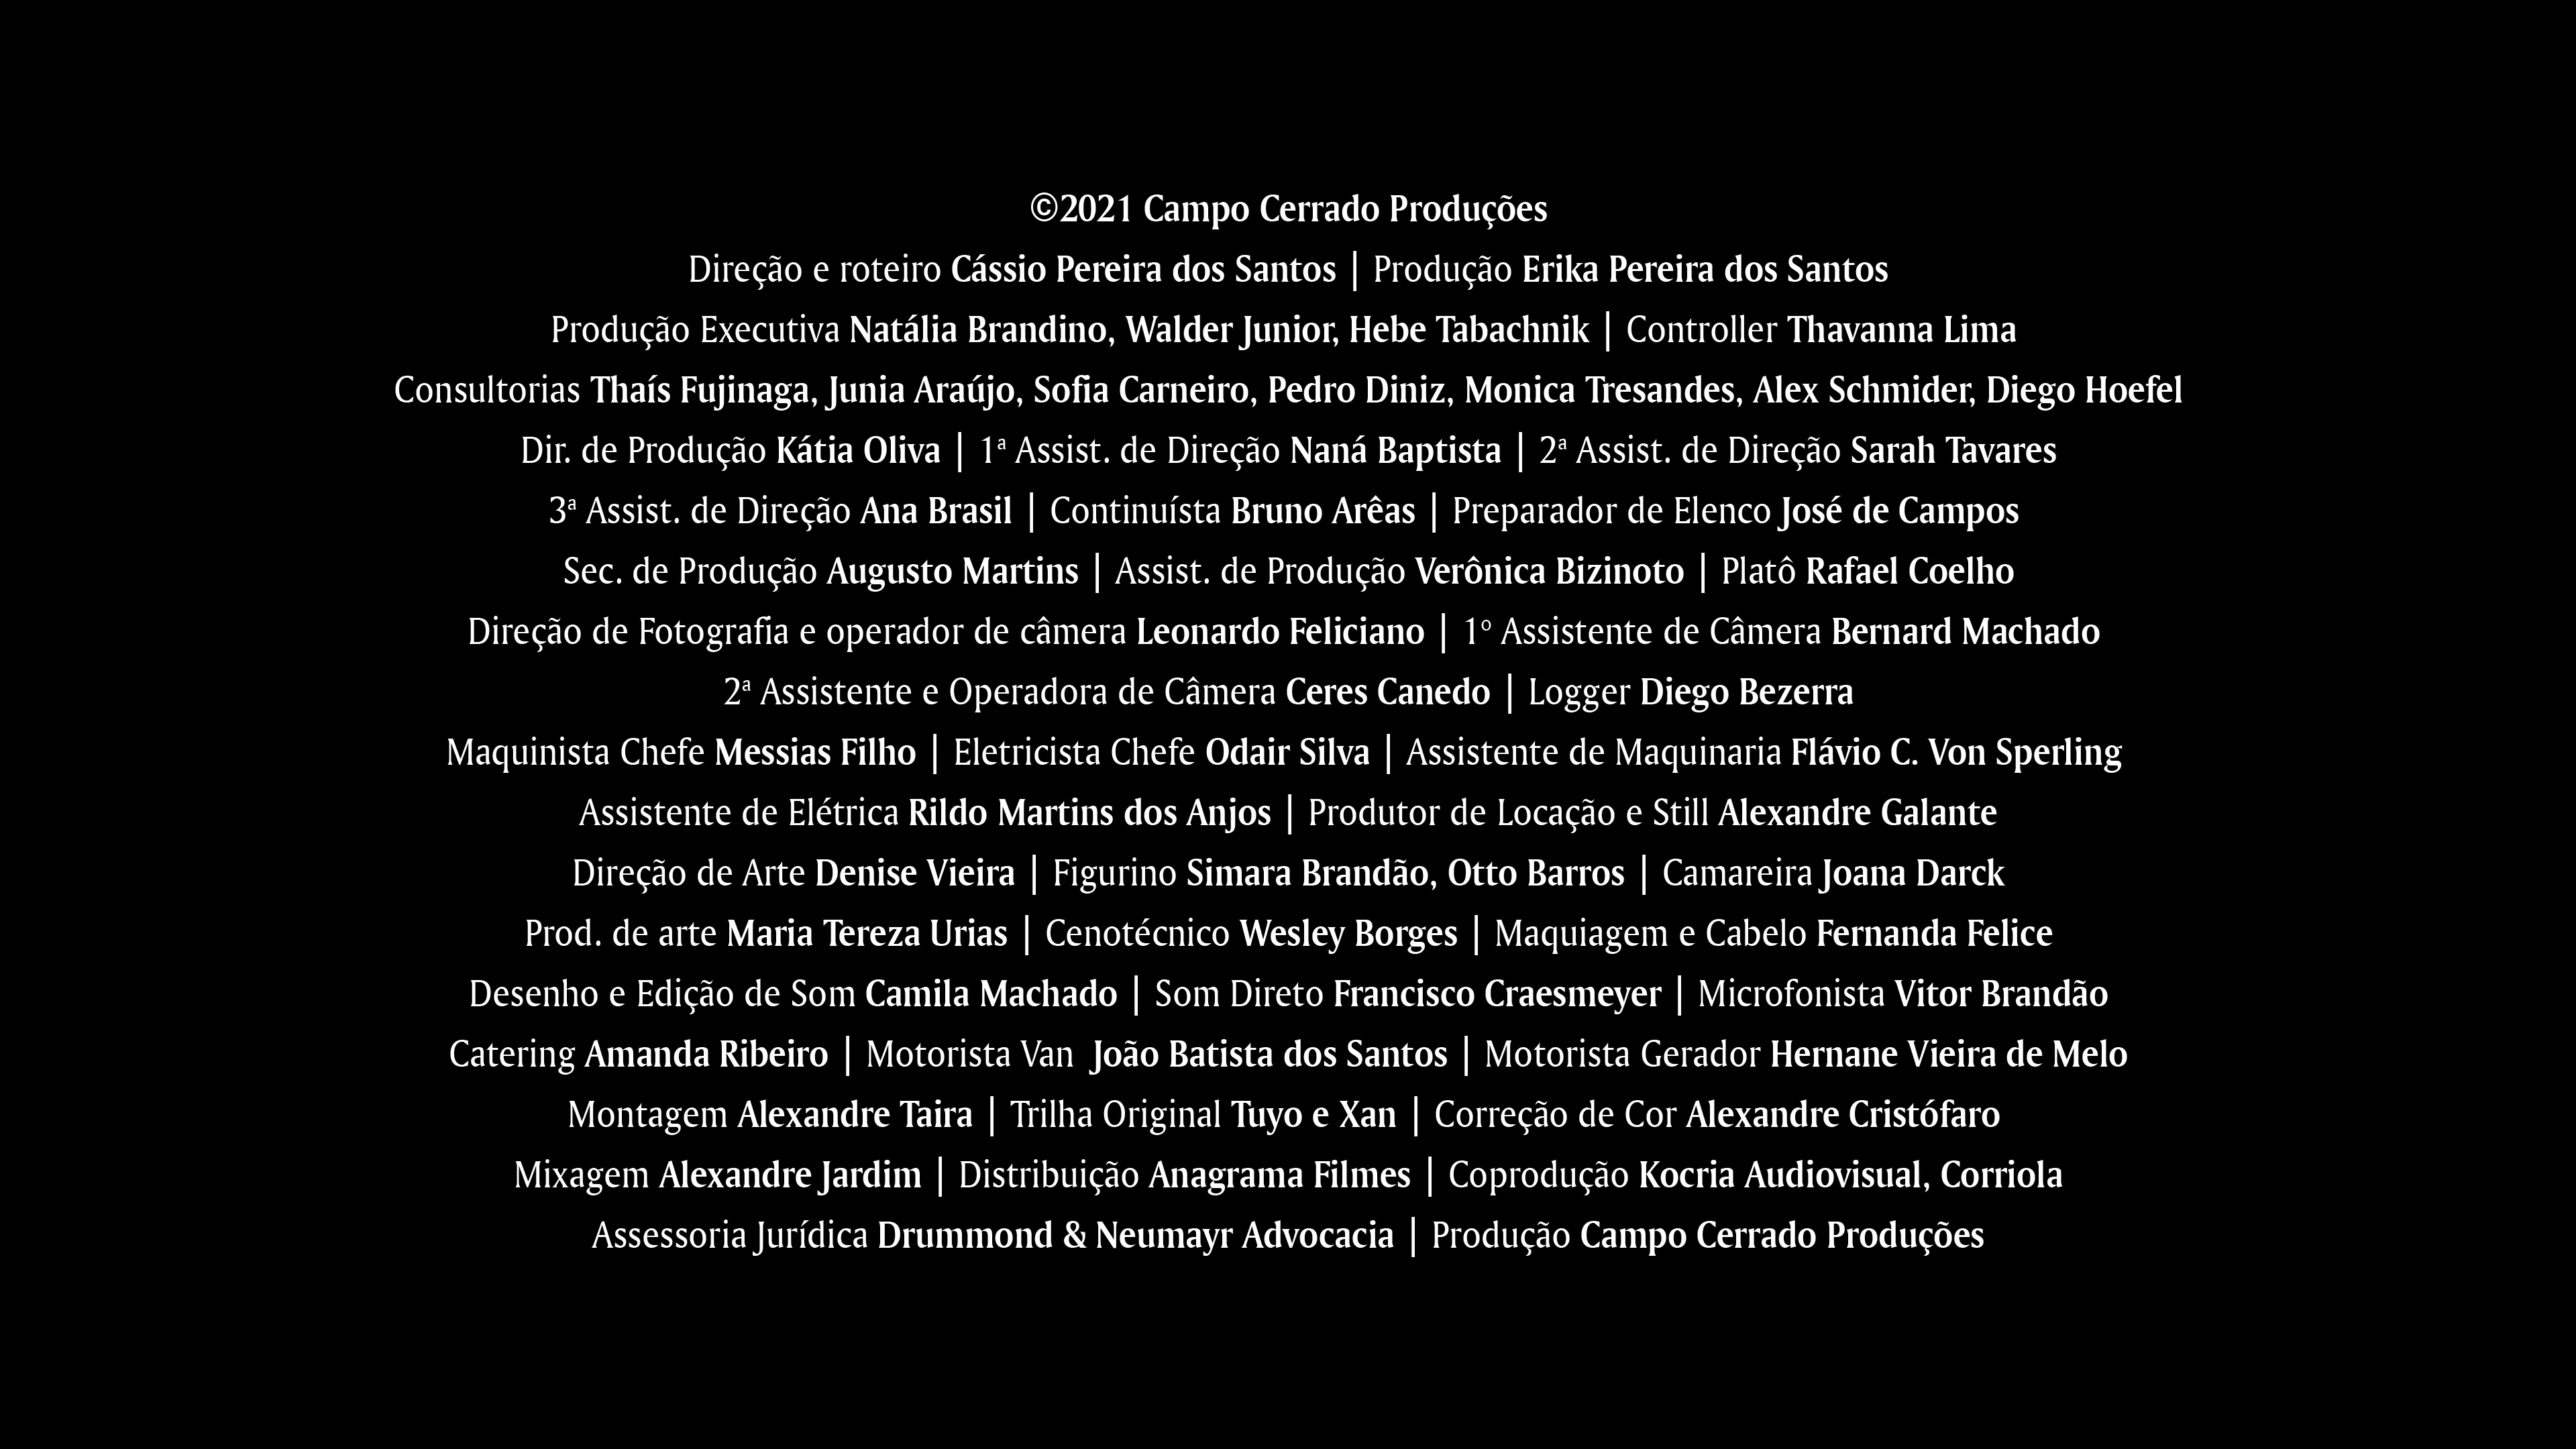 ©2021 Campo Cerrado Produções
Direção e roteiro Cássio Pereira dos Santos | Produção Erika Pereira dos Santos
Produção Executiva Natália Brandino, Walder Junior, Hebe Tabachnik | Controller Thavanna Lima
Consultorias Thaís Fujinaga, Junia Araújo, Sofia Carneiro, Pedro Diniz, Monica Tresandes, Alex Schmider, Diego Hoefel
Dir. de Produção Kátia Oliva | 1ª Assist. de Direção Naná Baptista | 2ª Assist. de Direção Sarah Tavares
3ª Assist. de Direção Ana Brasil | Continuísta Bruno Arêas | Preparador de Elenco José de Campos
Sec. de Produção Augusto Martins | Assist. de Produção Verônica Bizinoto | Platô Rafael Coelho
Direção de Fotografia e operador de câmera Leonardo Feliciano | 1º Assistente de Câmera Bernard Machado
2ª Assistente e Operadora de Câmera Ceres Canedo | Logger Diego Bezerra
Maquinista Chefe Messias Filho | Eletricista Chefe Odair Silva | Assistente de Maquinaria Flávio C. Von Sperling
Assistente de Elétrica Rildo Martins dos Anjos | Produtor de Locação e Still Alexandre Galante
Direção de Arte Denise Vieira | Figurino Simara Brandão, Otto Barros | Camareira Joana Darck
Prod. de arte Maria Tereza Urias | Cenotécnico Wesley Borges | Maquiagem e Cabelo Fernanda Felice
Desenho e Edição de Som Camila Machado | Som Direto Francisco Craesmeyer | Microfonista Vitor Brandão
Catering Amanda Ribeiro | Motorista Van João Batista dos Santos | Motorista Gerador Hernane Vieira de Melo
Montagem Alexandre Taira | Trilha Original Tuyo e Xan | Correção de Cor Alexandre Cristófaro
Mixagem Alexandre Jardim | Distribuição Anagrama Filmes | Coprodução Kocria Audiovisual, Corriola
Assessoria Jurídica Drummond & Neumayr Advocacia | Produção Campo Cerrado Produções